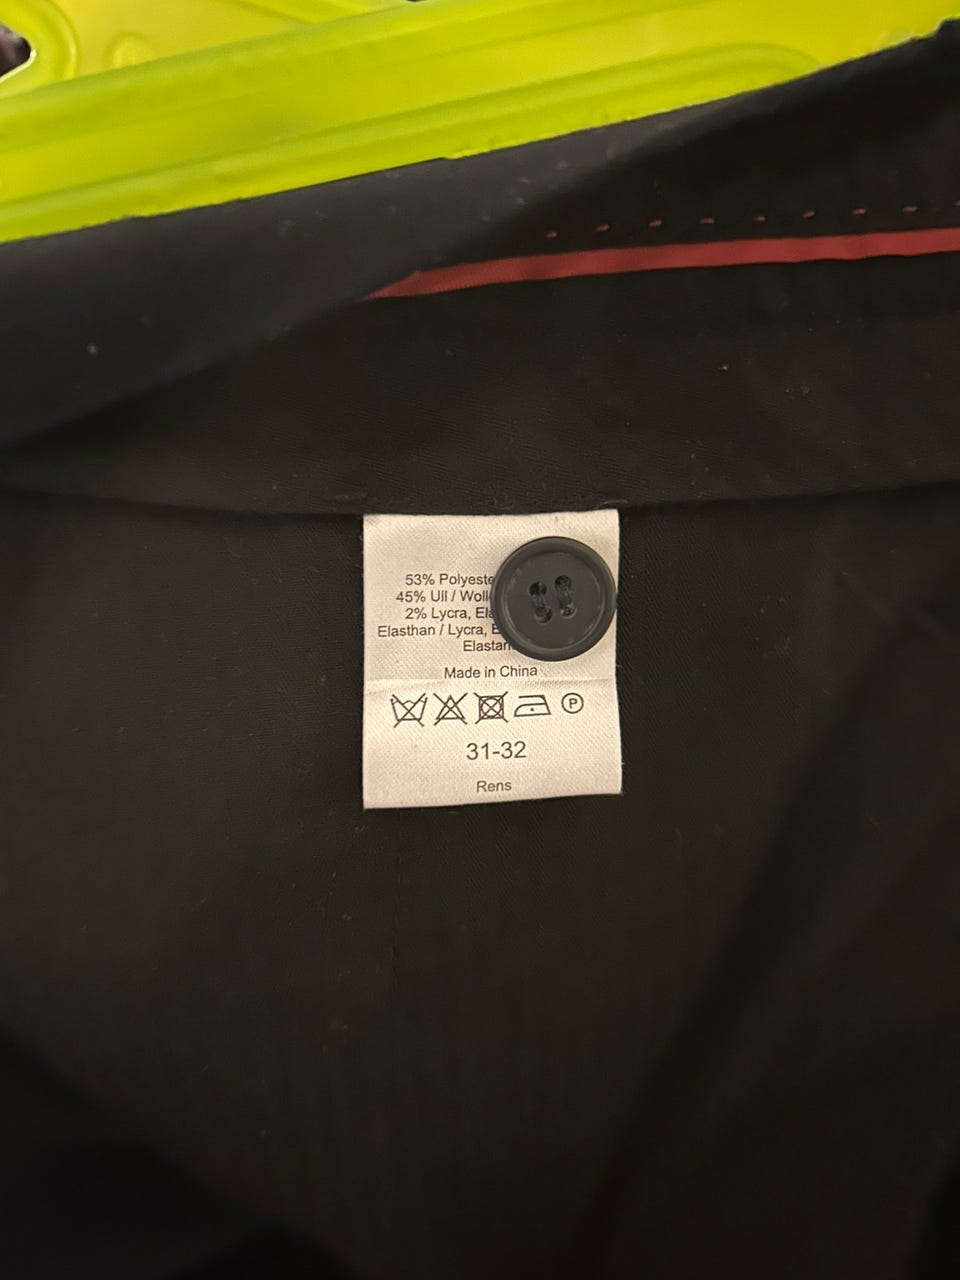 53% Polyeste
45% Ull / Woll
2% Lycra, Ela
Elasthan / Lycra, E
Elastan
Made in China
P
31-32
Rens